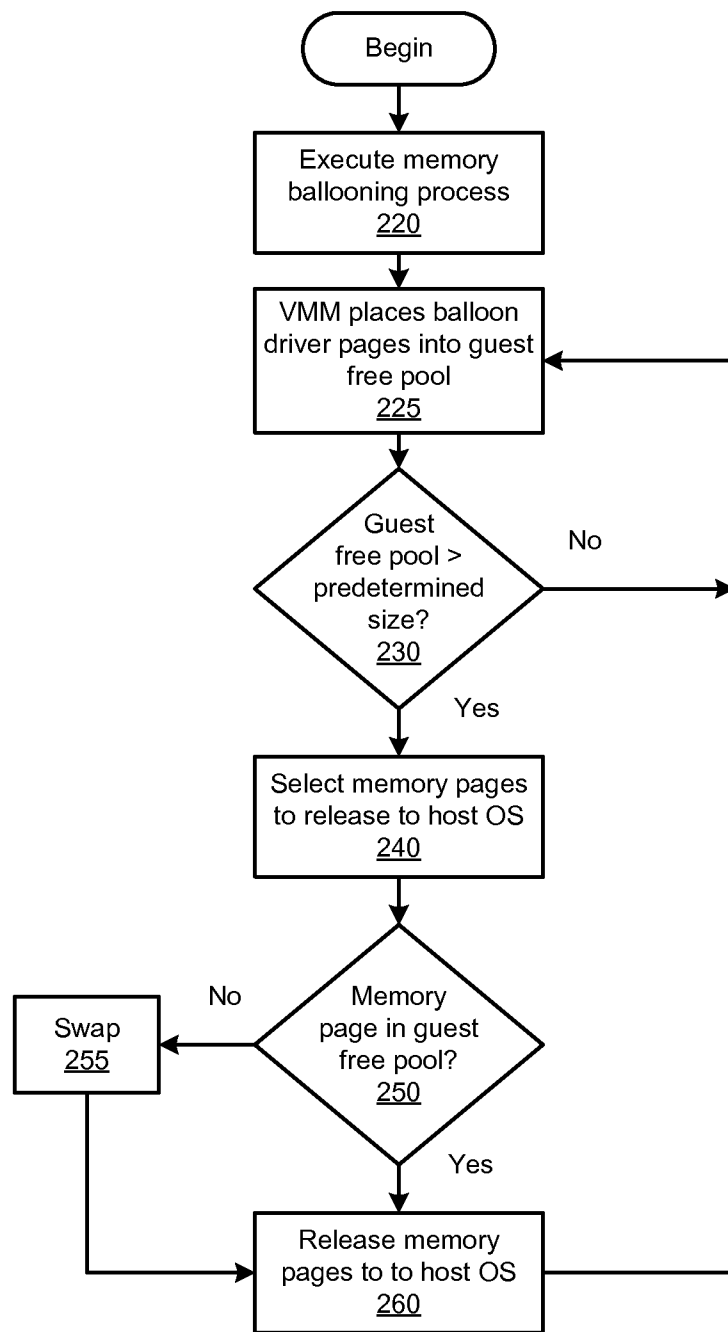 Begin
Execute memory
ballooning process
220
VMM places balloon
driver pages into guest
free pool
225
Guest
free pool >
predetermined
size?
230
No
Yes
Select memory pages
to release to host OS
240
Memory
page in guest
free pool?
250
No
Swap
255
Yes
Release memory
pages to to host OS
260